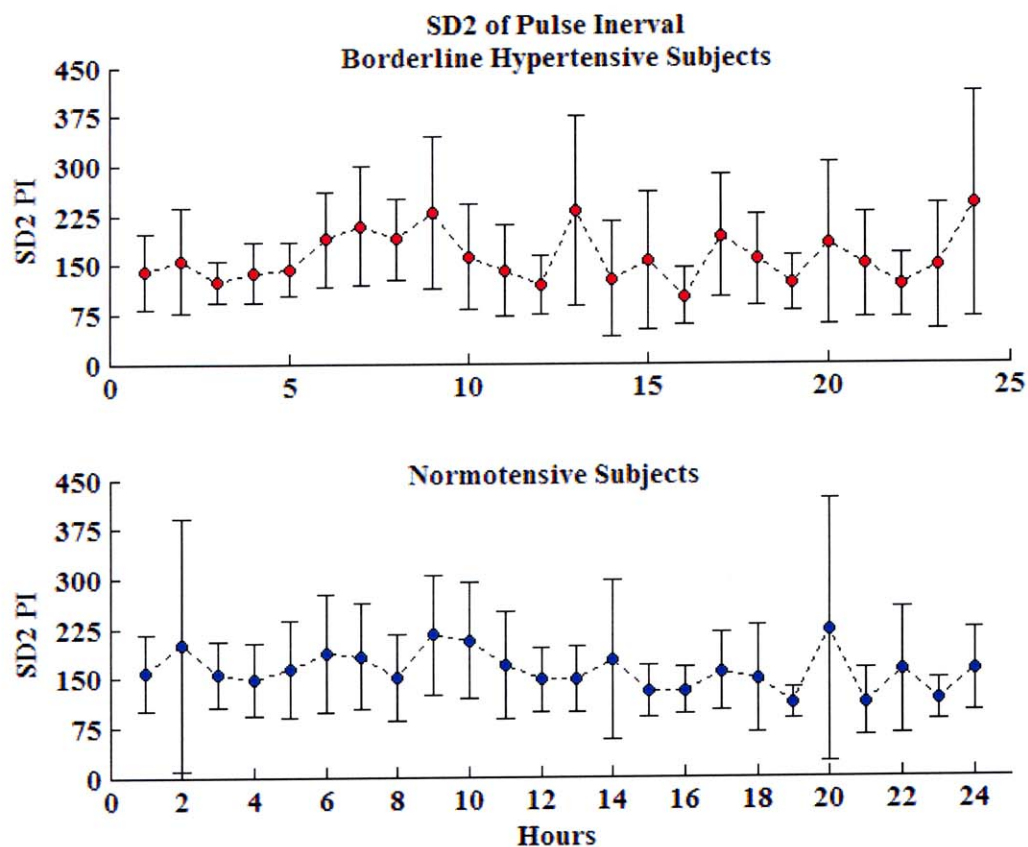 SD2 of Pulse Inerval
Borderline Hypertensive Subjects
450
375
300
225
150
75
0
SD2 PI
0 5 10 15 20 25
Normotensive Subjects
450
375
300
225
150
75
0
SD2 PI
0 2 4 6 8 10 12 14 16 18 20 22 24
Hours